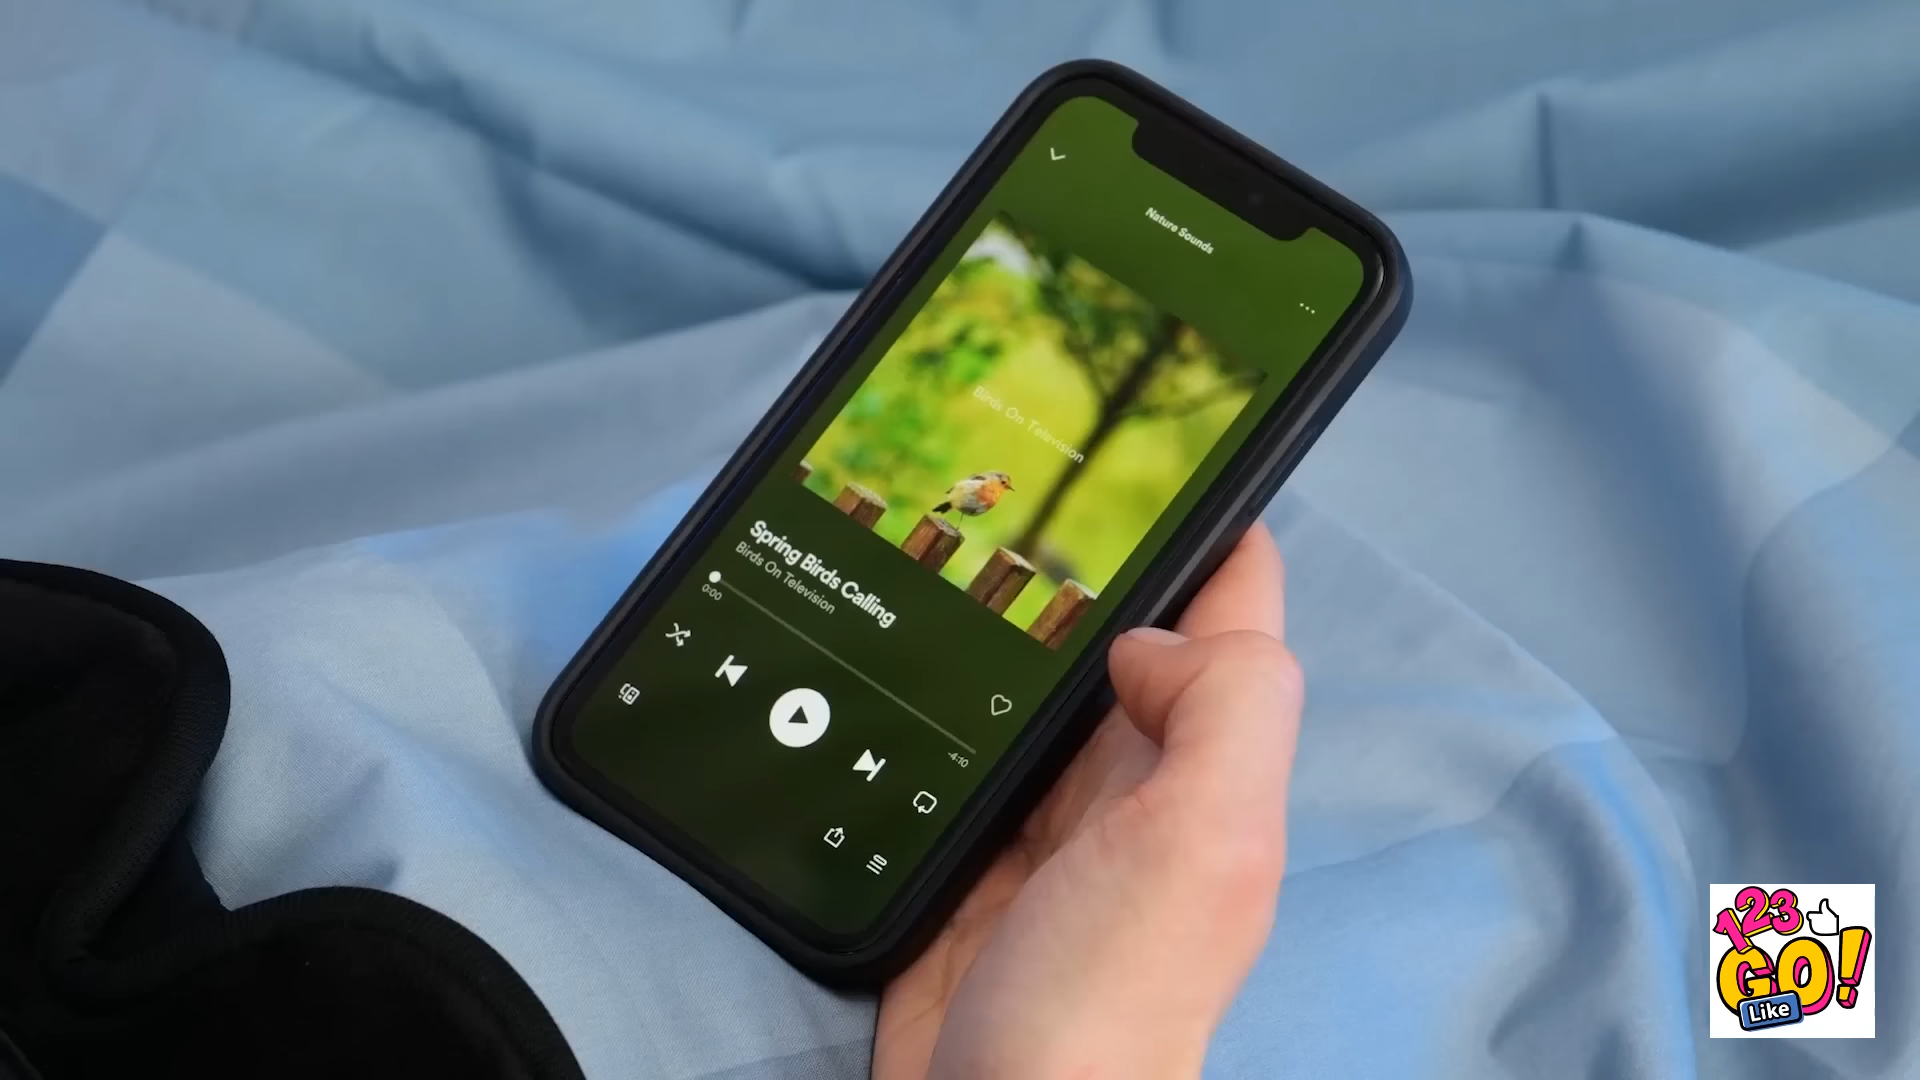 Nature Sounds
Birds On Television
Spring Birds Calling
Birds On Television
0:00
-4:10
123
GO!
Like